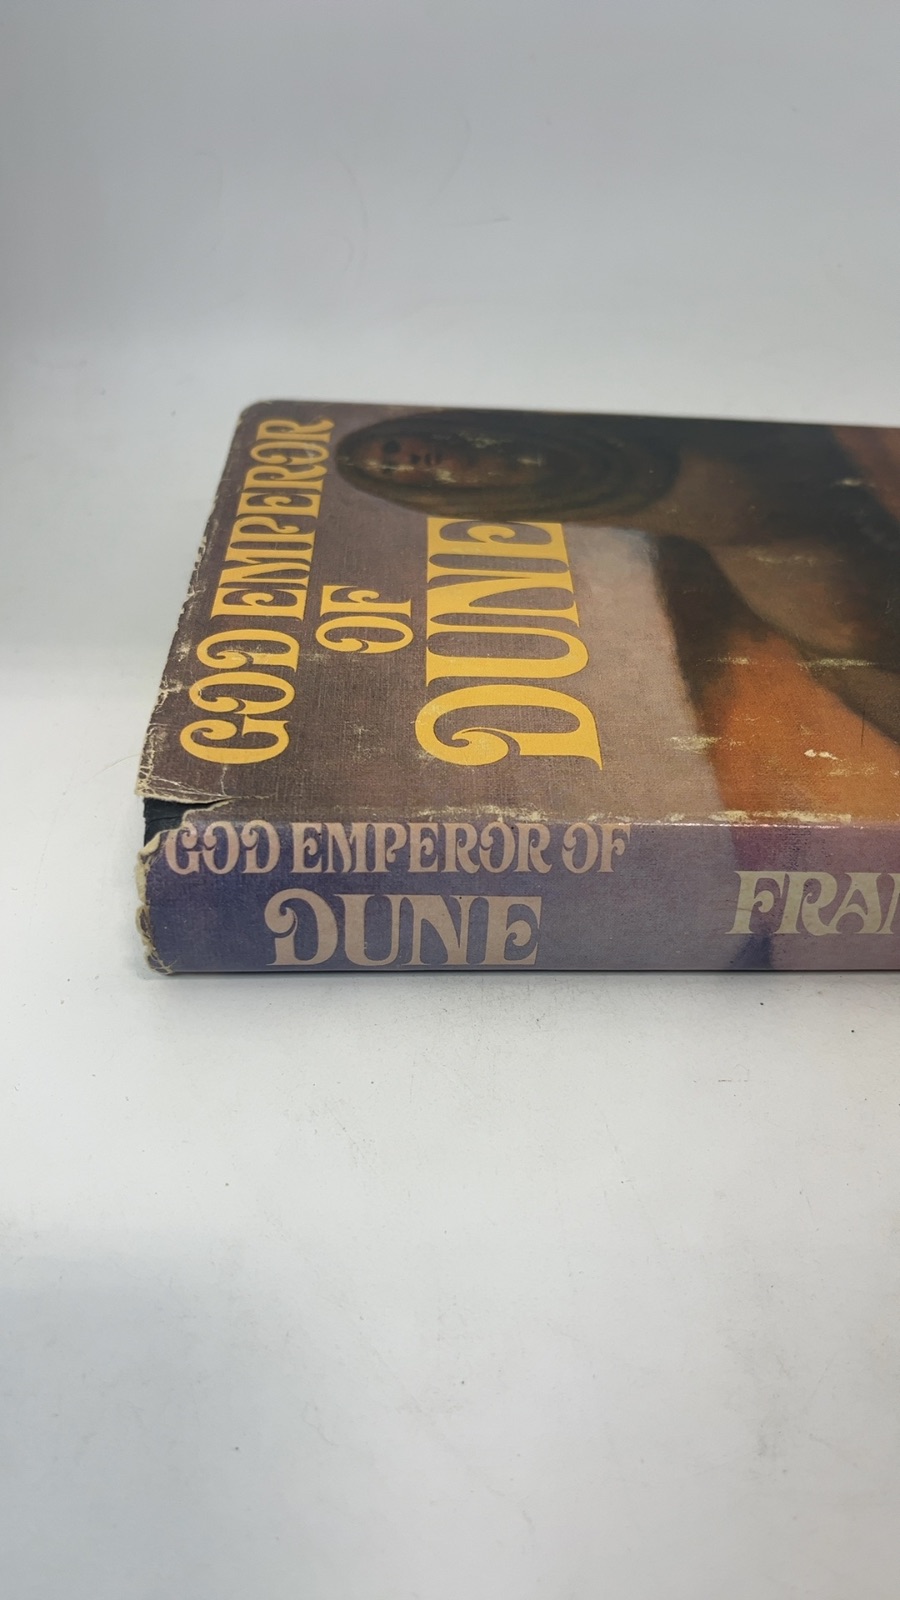 GOD EMPEROR
OF
DUNE
GOD EMPEROR OF
DUNE
FRAN